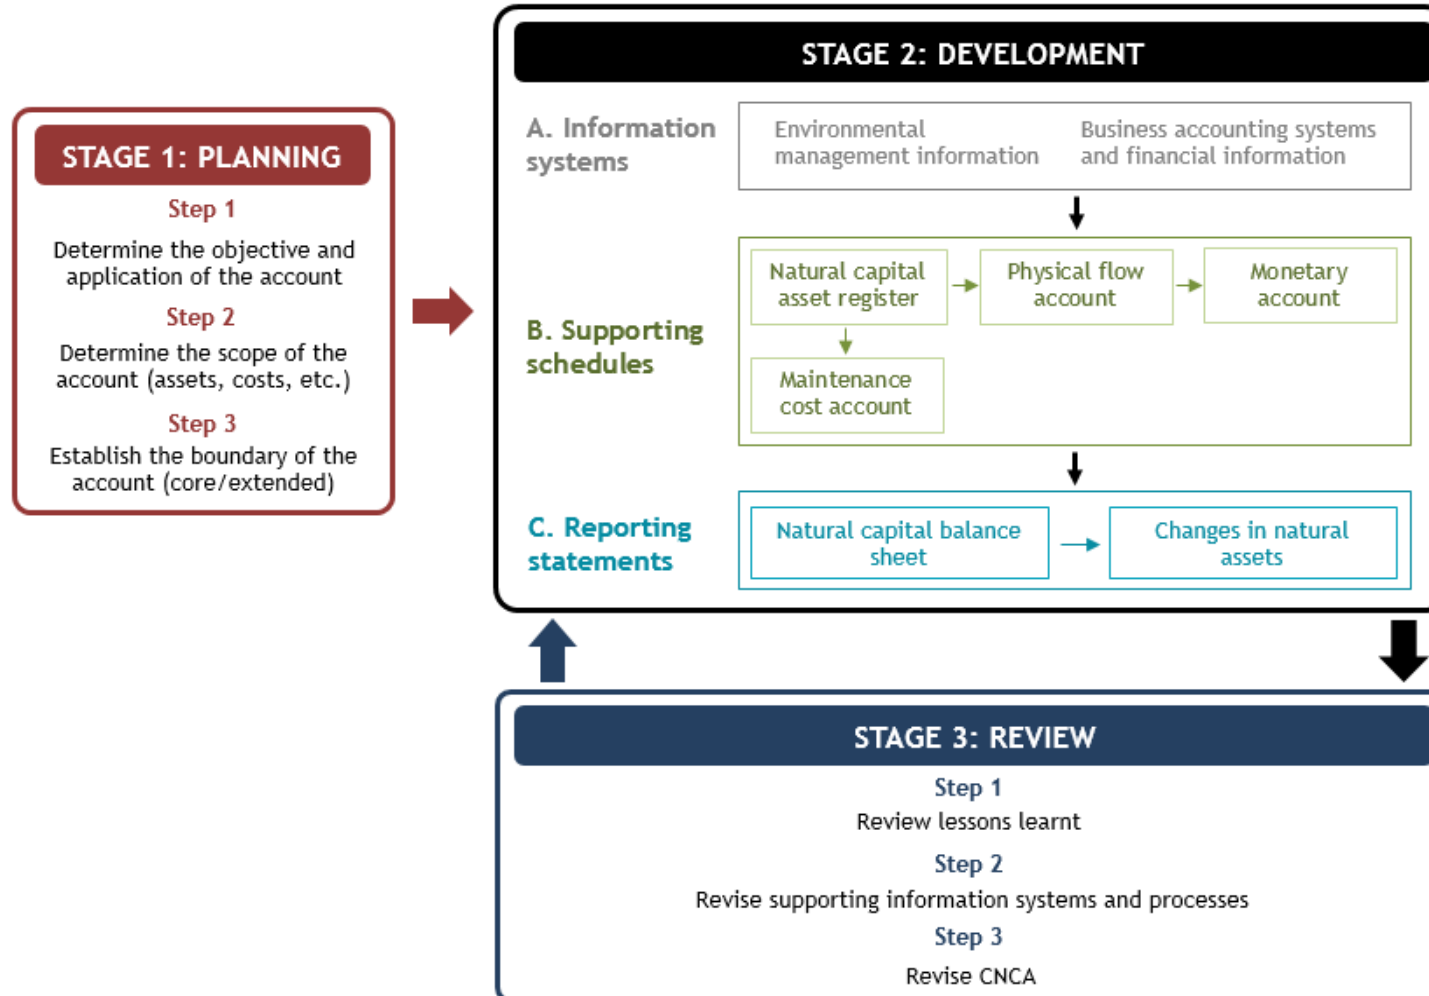 STAGE 1: PLANNING
Step 1
Determine the objective and
application of the account
Step 2
Determine the scope of the
account (assets, costs, etc.)
Step 3
Establish the boundary of the
account (core/extended)
STAGE 2: DEVELOPMENT
A. Information
systems
Environmental
management information
Business accounting systems
and financial information
B. Supporting
schedules
Natural capital
asset register
Physical flow
account
Monetary
account
Maintenance
cost account
C. Reporting
statements
Natural capital balance
sheet
Changes in natural
assets
STAGE 3: REVIEW
Step 1
Review lessons learnt
Step 2
Revise supporting information systems and processes
Step 3
Revise CNCA